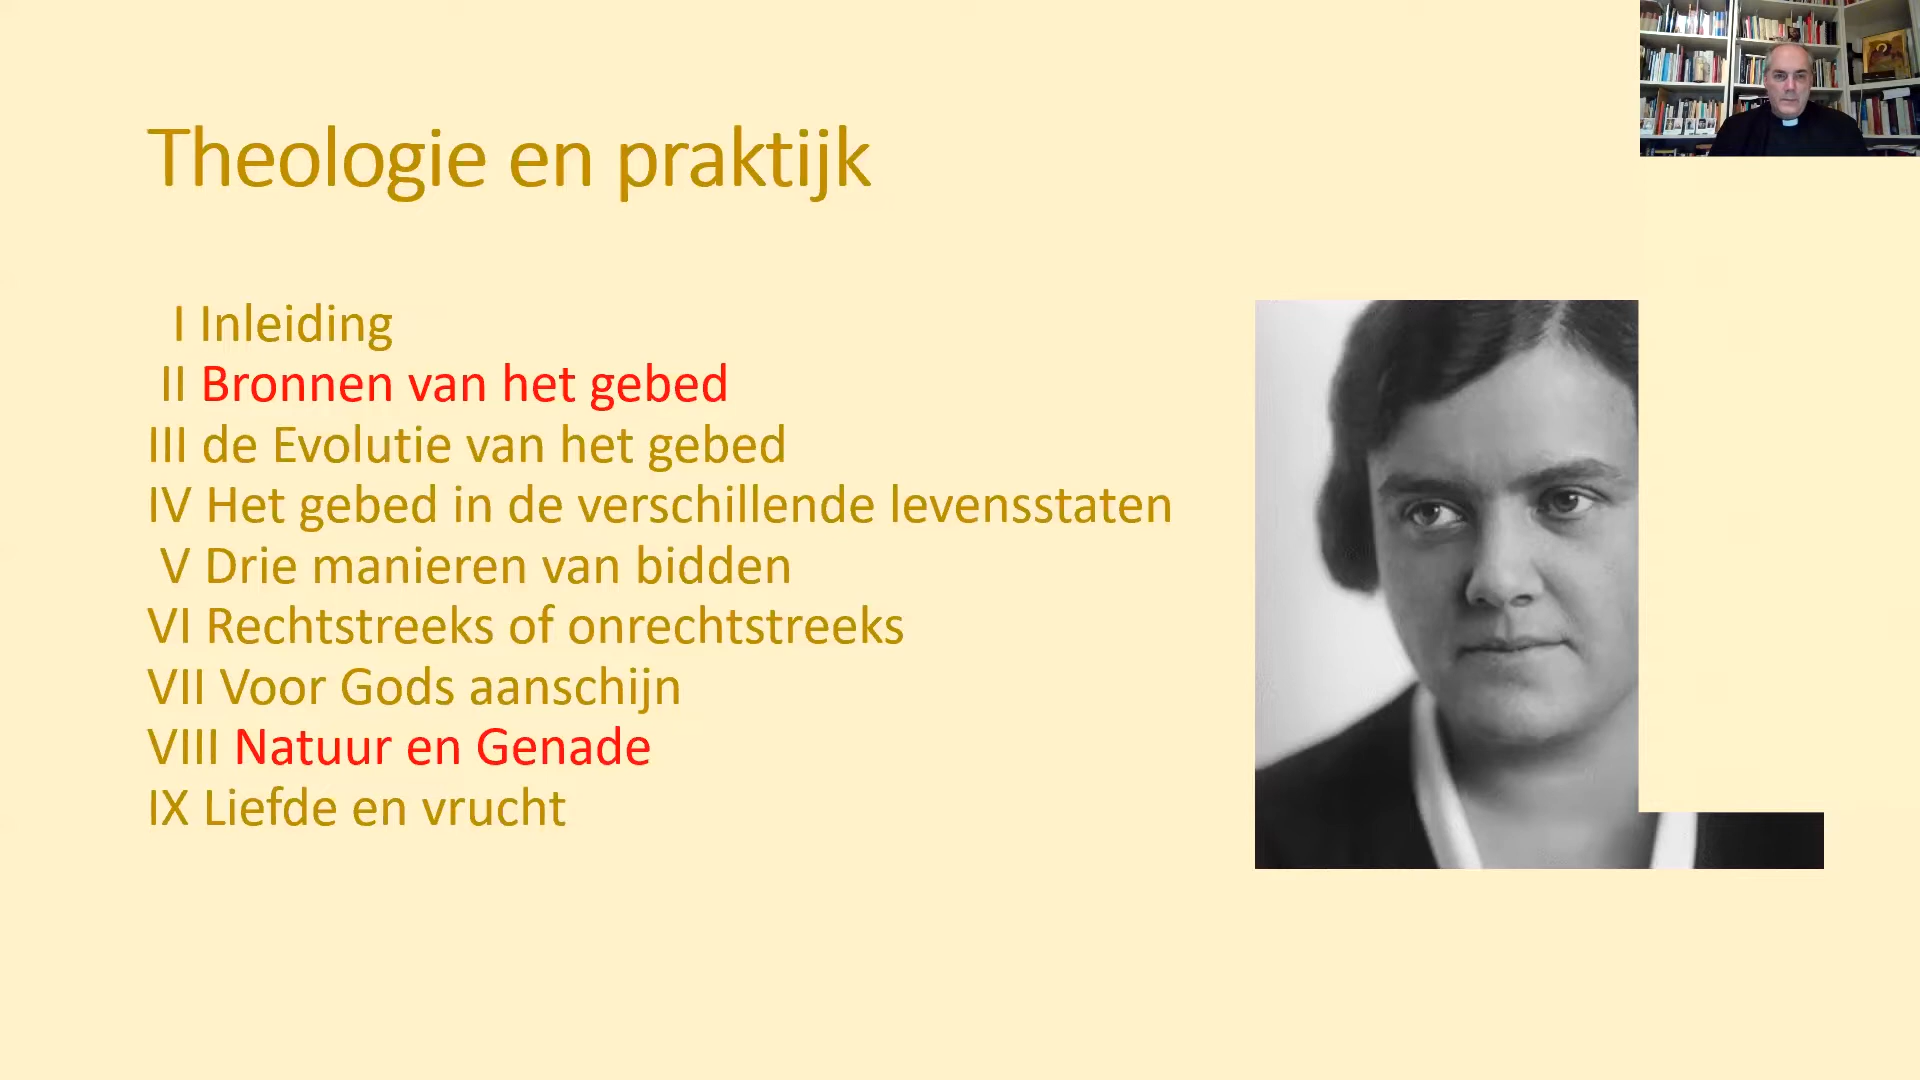 Theologie en praktijk
I Inleiding
II Bronnen van het gebed
III de Evolutie van het gebed
IV Het gebed in de verschillende levensstaten
V Drie manieren van bidden
VI Rechtstreeks of onrechtstreeks
VII Voor Gods aanschijn
VIII Natuur en Genade
IX Liefde en vrucht